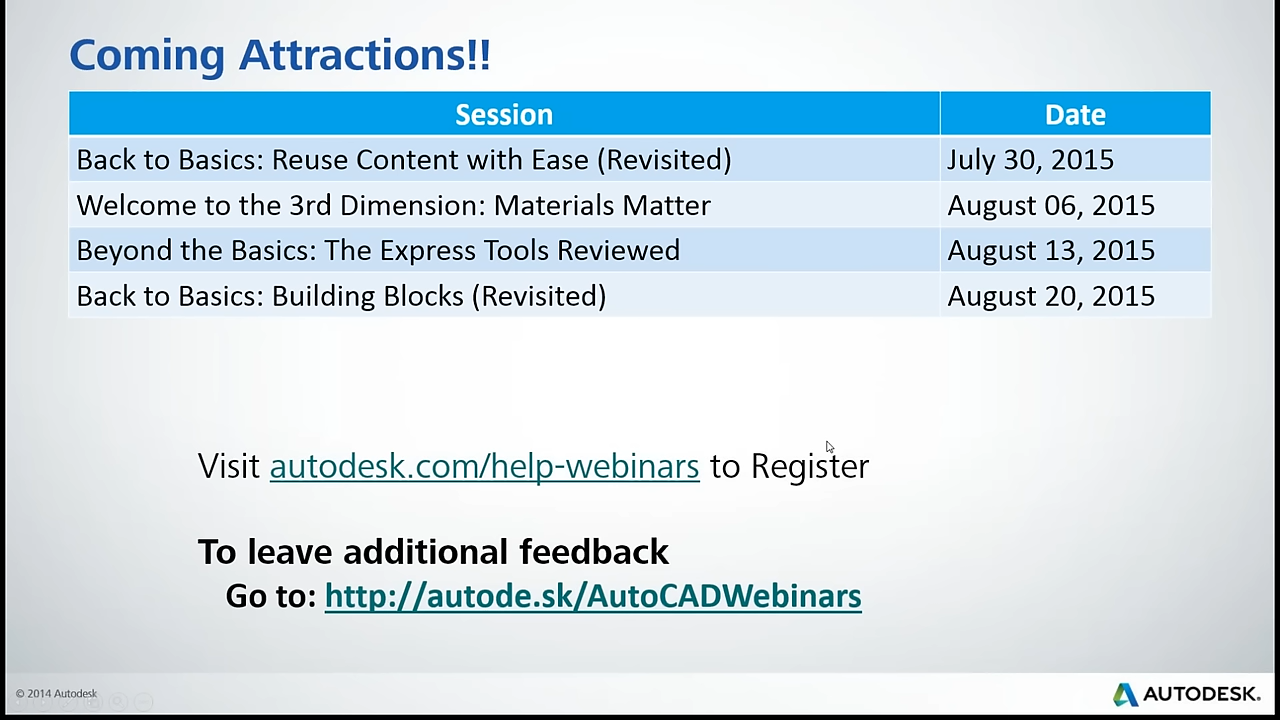 Coming Attractions!!
Session Date
Back to Basics: Reuse Content with Ease (Revisited) July 30, 2015
Welcome to the 3rd Dimension: Materials Matter August 06, 2015
Beyond the Basics: The Express Tools Reviewed August 13, 2015
Back to Basics: Building Blocks (Revisited) August 20, 2015
Visit autodesk.com/help-webinars to Register
To leave additional feedback
Go to: http://autode.sk/AutoCADWebinars
© 2014 Autodesk
AUTODESK.